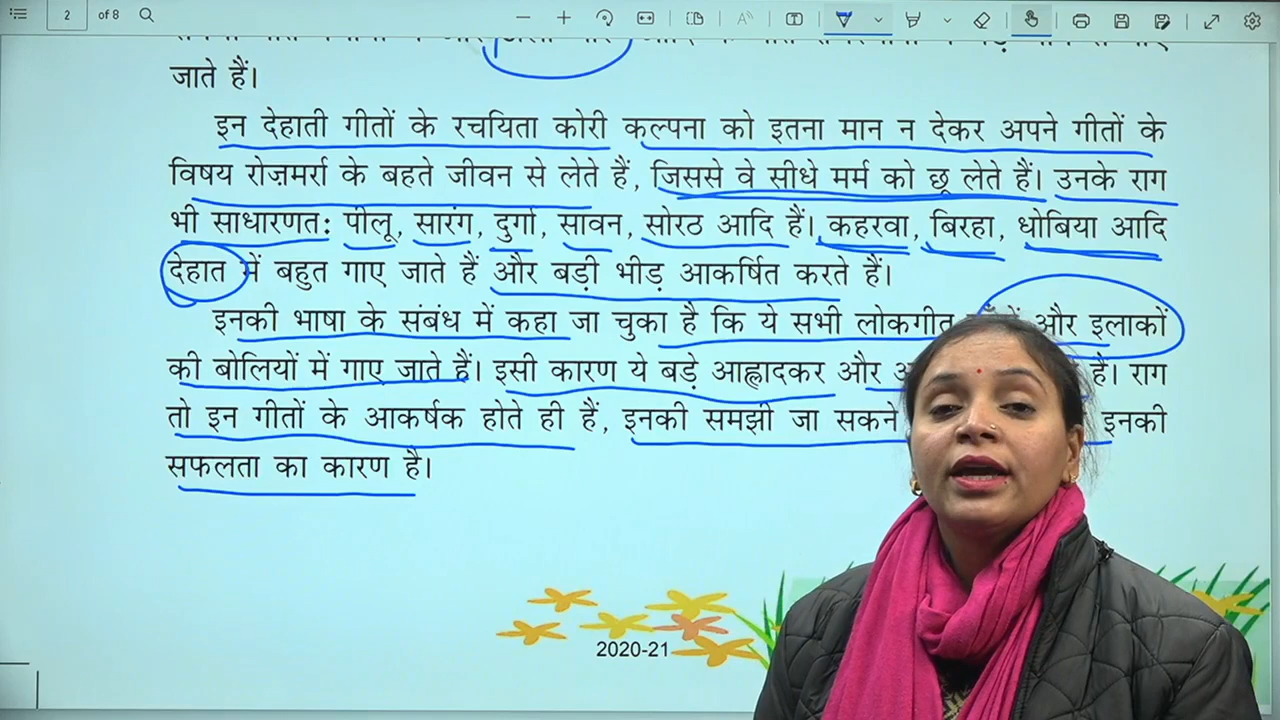 2 of 8
जाते हैं।
इन देहाती गीतों के रचयिता कोरी कल्पना को इतना मान न देकर अपने गीतों के
विषय रोज़मर्रा के बहते जीवन से लेते हैं, जिससे वे सीधे मर्म को छू लेते हैं। उनके राग
भी साधारणतः पीलू, सारंग, दुर्गा, सावन, सोरठ आदि हैं। कहरवा, बिरहा, धोबिया आदि
देहात में बहुत गाए जाते हैं और बड़ी भीड़ आकर्षित करते हैं।
इनकी भाषा के संबंध में कहा जा चुका है कि ये सभी लोकगीत और इलाकों
की बोलियों में गाए जाते हैं। इसी कारण ये बड़े आह्लादकर और है। राग
तो इन गीतों के आकर्षक होते ही हैं, इनकी समझी जा सकने इनकी
सफलता का कारण है।
2020-21